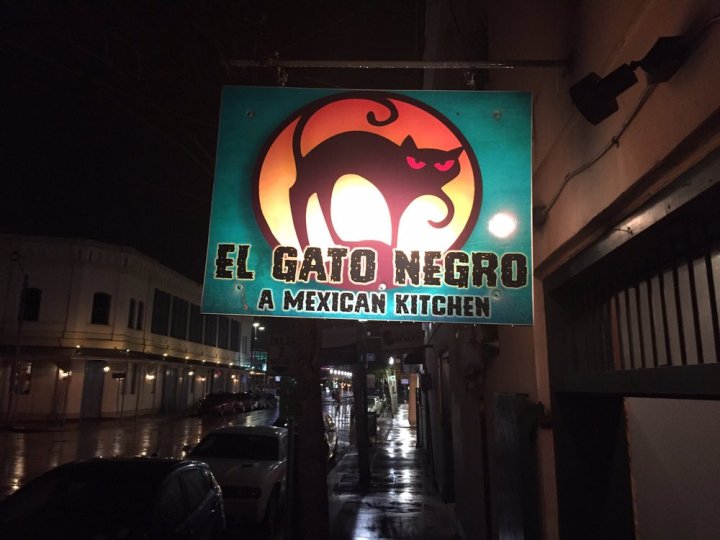 EL GATO NEGRO
A MEXICAN KITCHEN